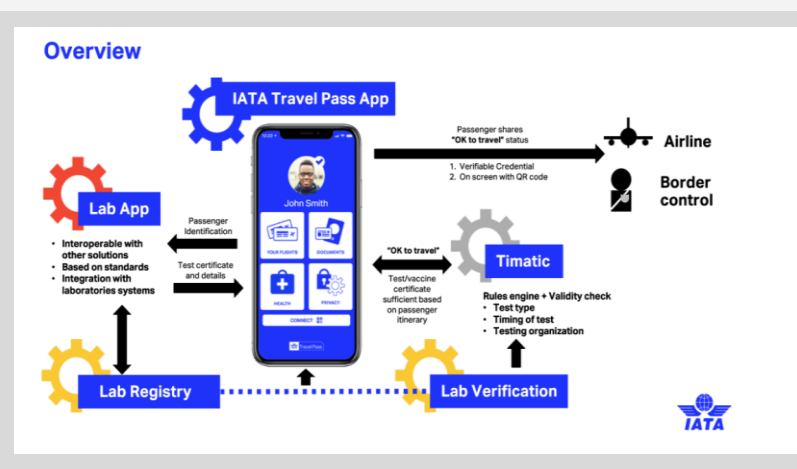 Overview
IATA Travel Pass App
Passenger shares
"OK to travel" status
1. Verifiable Credential
2. On screen with QR code
Airline
Border
control
Lab App
• Interoperable with
other solutions
• Based on standards
• Integration with
laboratories systems
Passenger
Identification
Test certificate
and details
John Smith
YOUR FLIGHTS
DOCUMENTS
HEALTH
PRIVACY
CONNECT
Travel Pass
"OK to travel"
Test/vaccine
certificate
sufficient based
on passenger
itinerary
Timatic
Rules engine + Validity check
• Test type
• Timing of test
• Testing organization
Lab Registry
Lab Verification
IATA